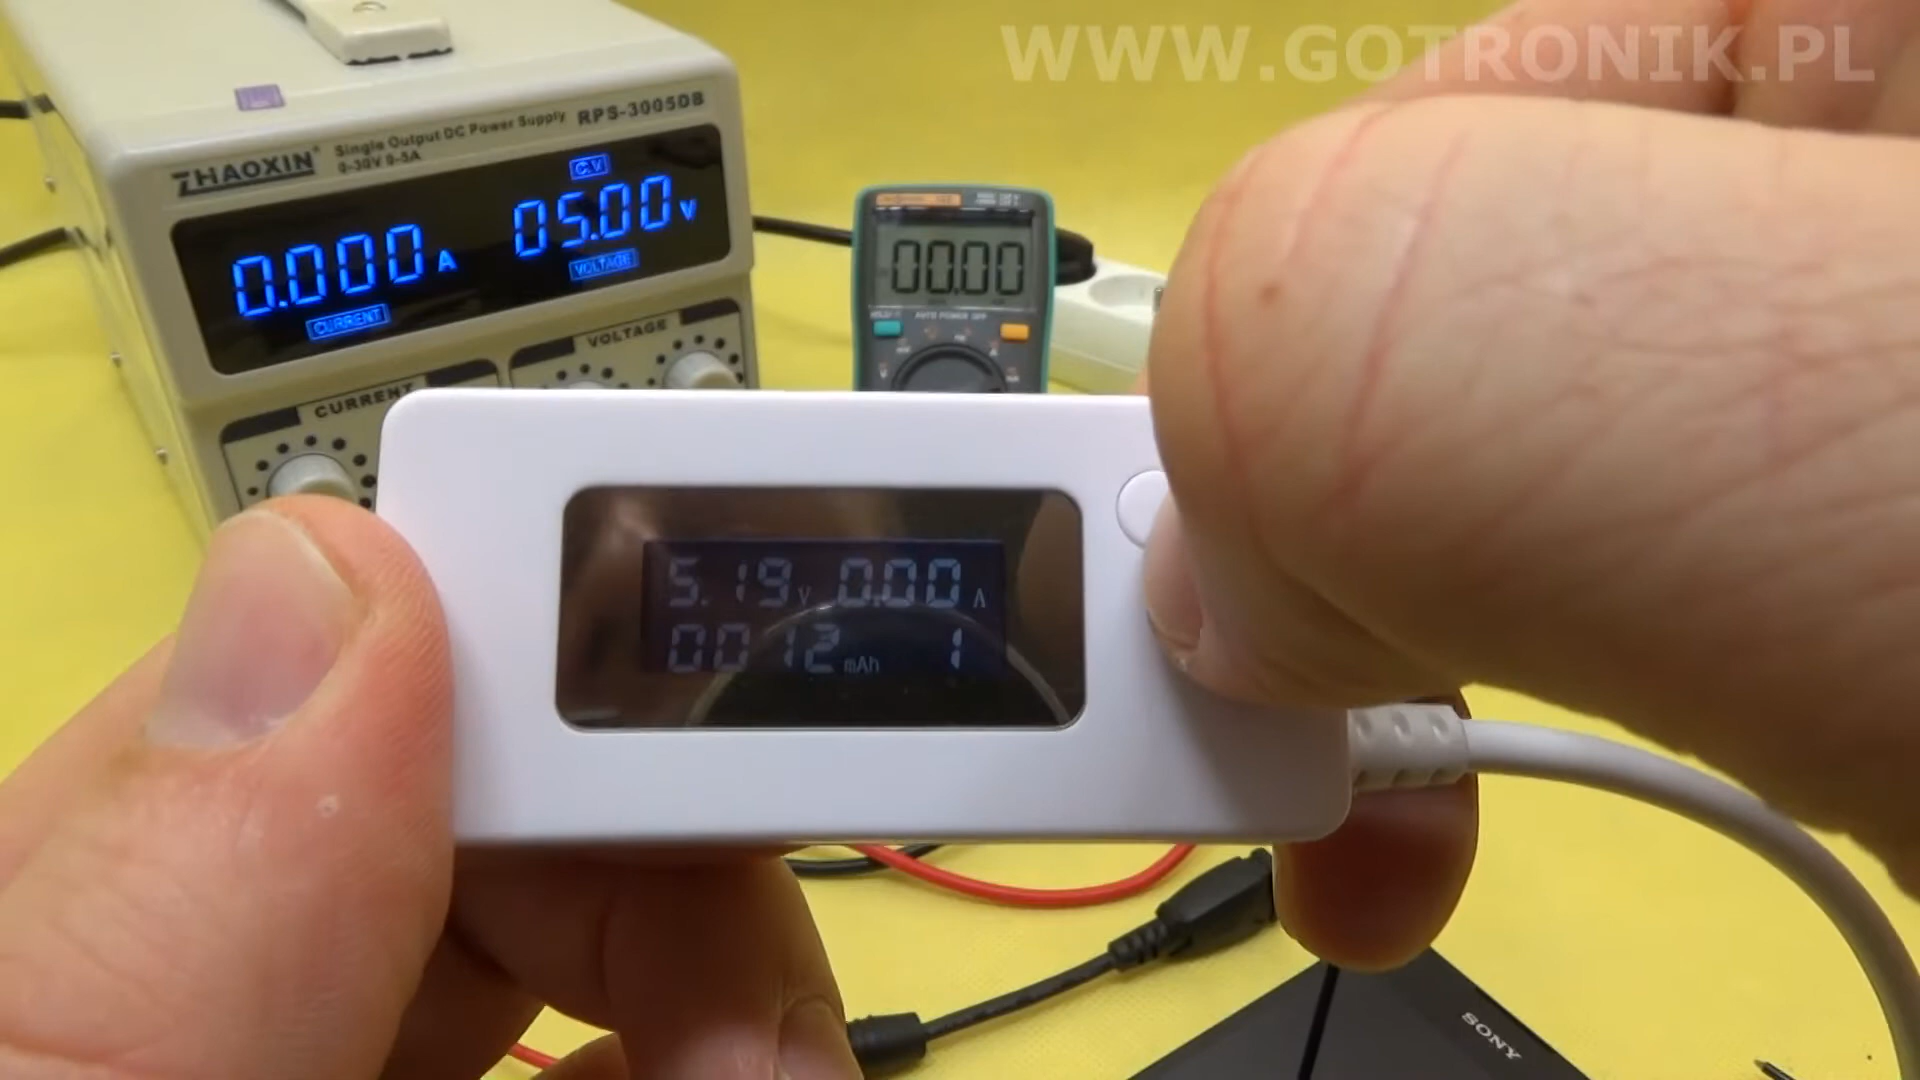 WWW.GOTRONIK.PL
ZHAOXIN
Single Output DC Power Supply
0-30V 0-5A
RPS-3005DB
C.V
0.000 A
05.00 V
CURRENT
VOLTAGE
VOLTAGE
CURRENT
00.00
AUTO POWER OFF
5.19 V 0.00 A
0012 mAh 1
SONY